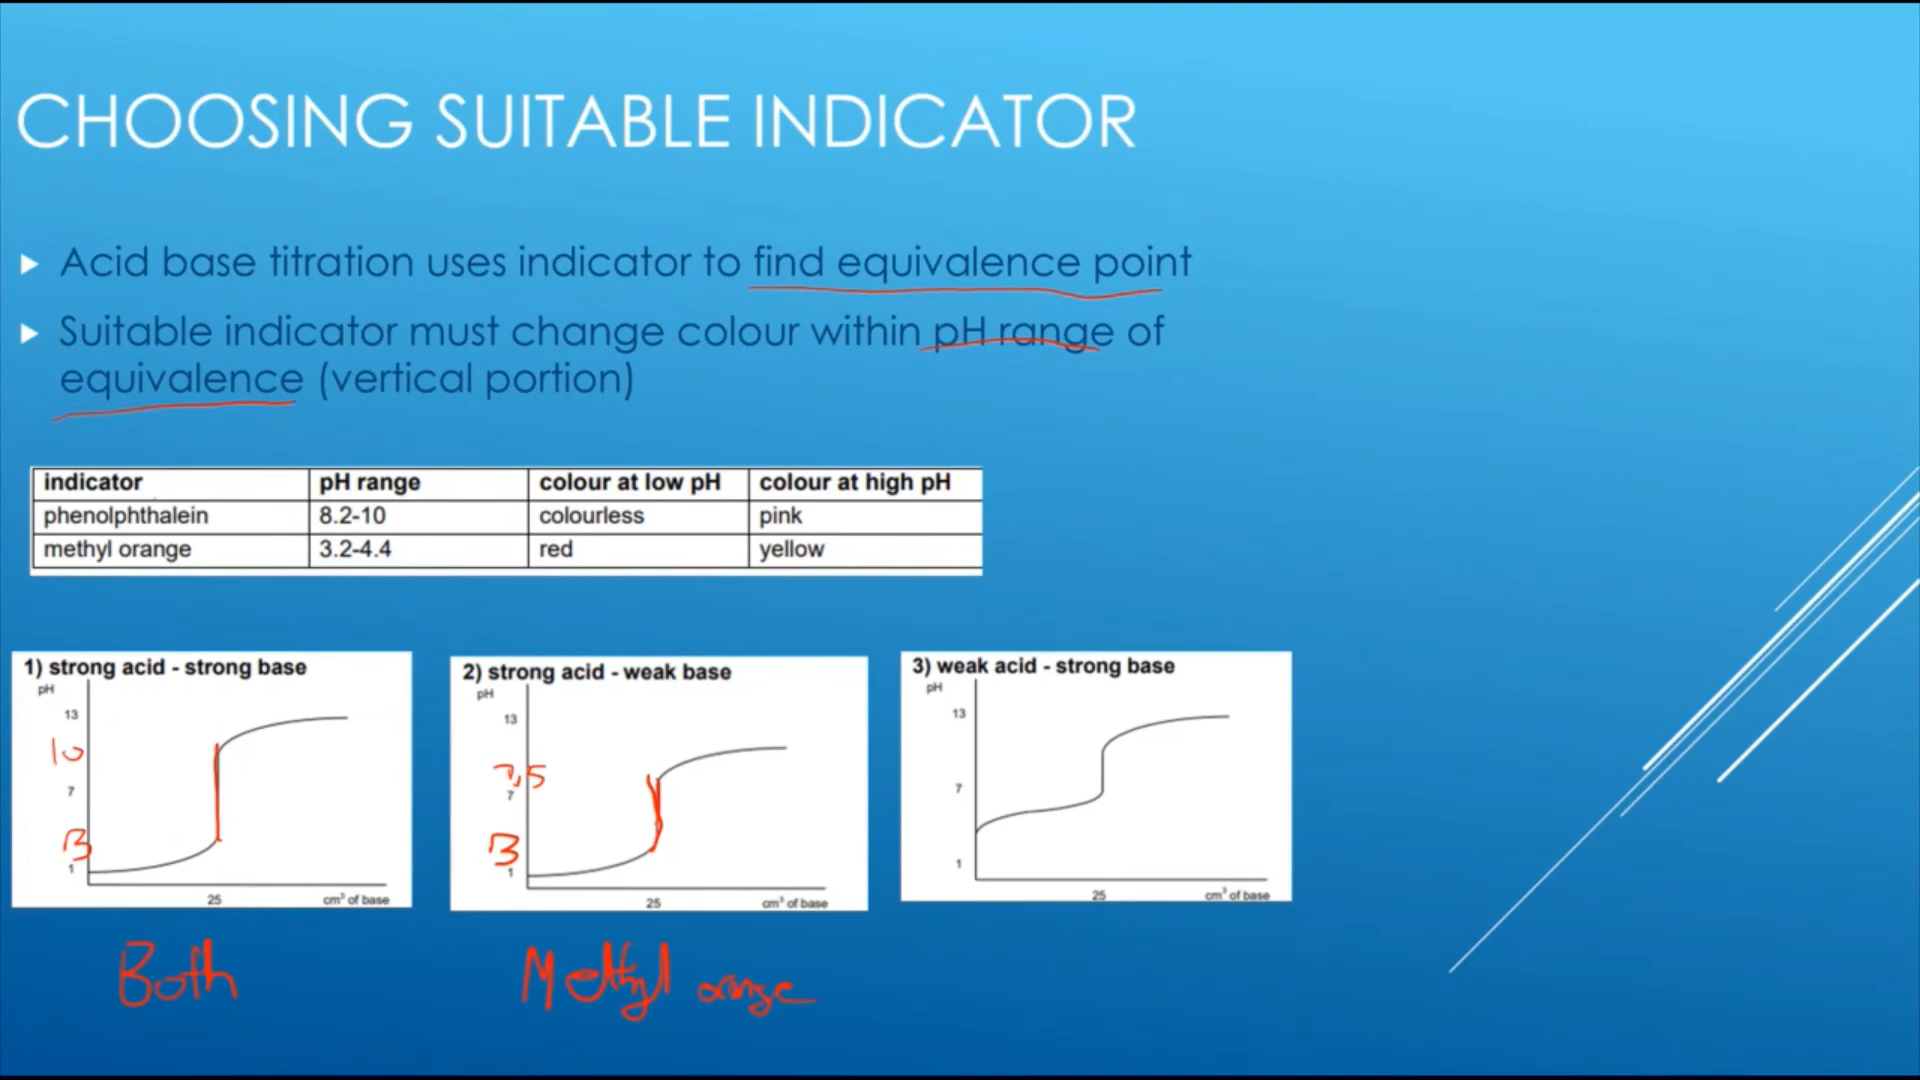 CHOOSING SUITABLE INDICATOR
Acid base titration uses indicator to find equivalence point
Suitable indicator must change colour within pH range of
equivalence (vertical portion)
indicator pH range colour at low pH colour at high pH
phenolphthalein 8.2-10 colourless pink
methyl orange 3.2-4.4 red yellow
1) strong acid - strong base
pH
13
10
7
3
1
25 cm³ of base
Both
2) strong acid - weak base
pH
13
7,5
7
3
1
25 cm³ of base
Methyl orange
3) weak acid - strong base
pH
13
7
1
25 cm³ of base